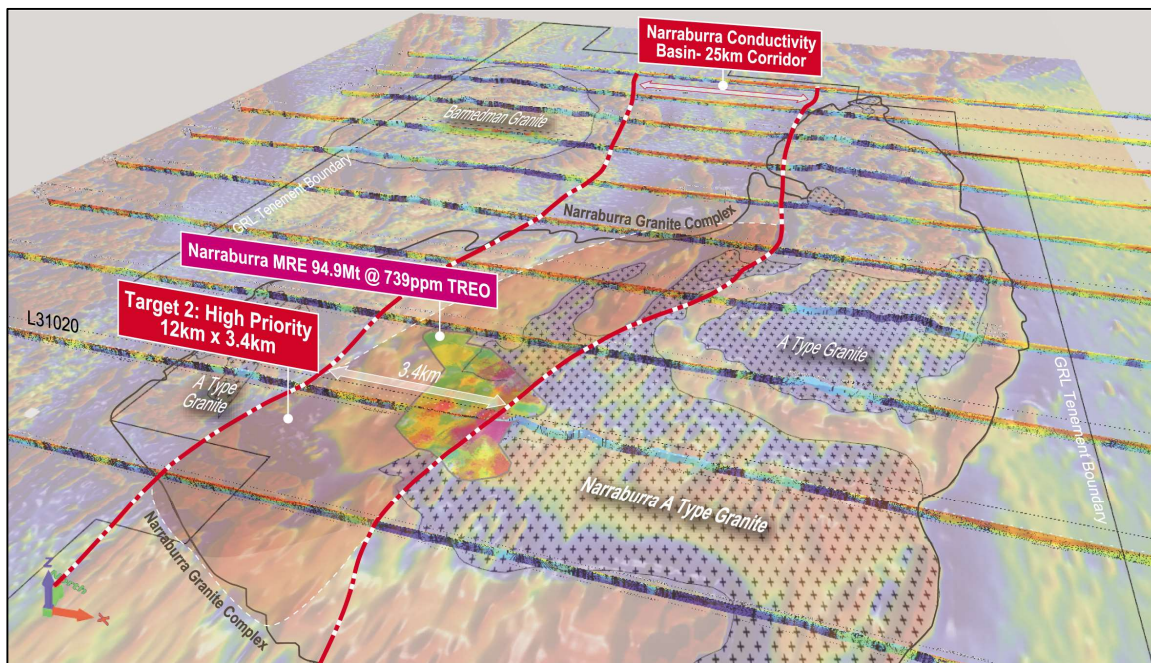 Narraburra Conductivity
Basin- 25km Corridor
Barmedman Granite
GRL Tenement Boundary
Narraburra Granite Complex
Narraburra MRE 94.9Mt @ 739ppm TREO
L31020
Target 2: High Priority
12km x 3.4km
3.4km
A Type Granite
A Type
Granite
GRL Tenement Boundary
Narraburra A Type Granite
Narraburra Granite Complex
Z
X